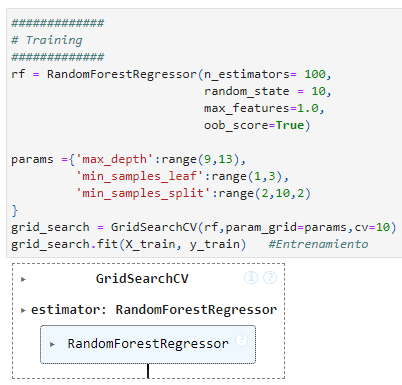 #############
# Training
#############
rf = RandomForestRegressor(n_estimators= 100,
random_state = 10,
max_features=1.0,
oob_score=True)
params ={'max_depth':range(9,13),
'min_samples_leaf':range(1,3),
'min_samples_split':range(2,10,2)
}
grid_search = GridSearchCV(rf,param_grid=params,cv=10)
grid_search.fit(X_train, y_train)   #Entrenamiento
▸ GridSearchCV i ?
▸ estimator: RandomForestRegressor
▸ RandomForestRegressor ?